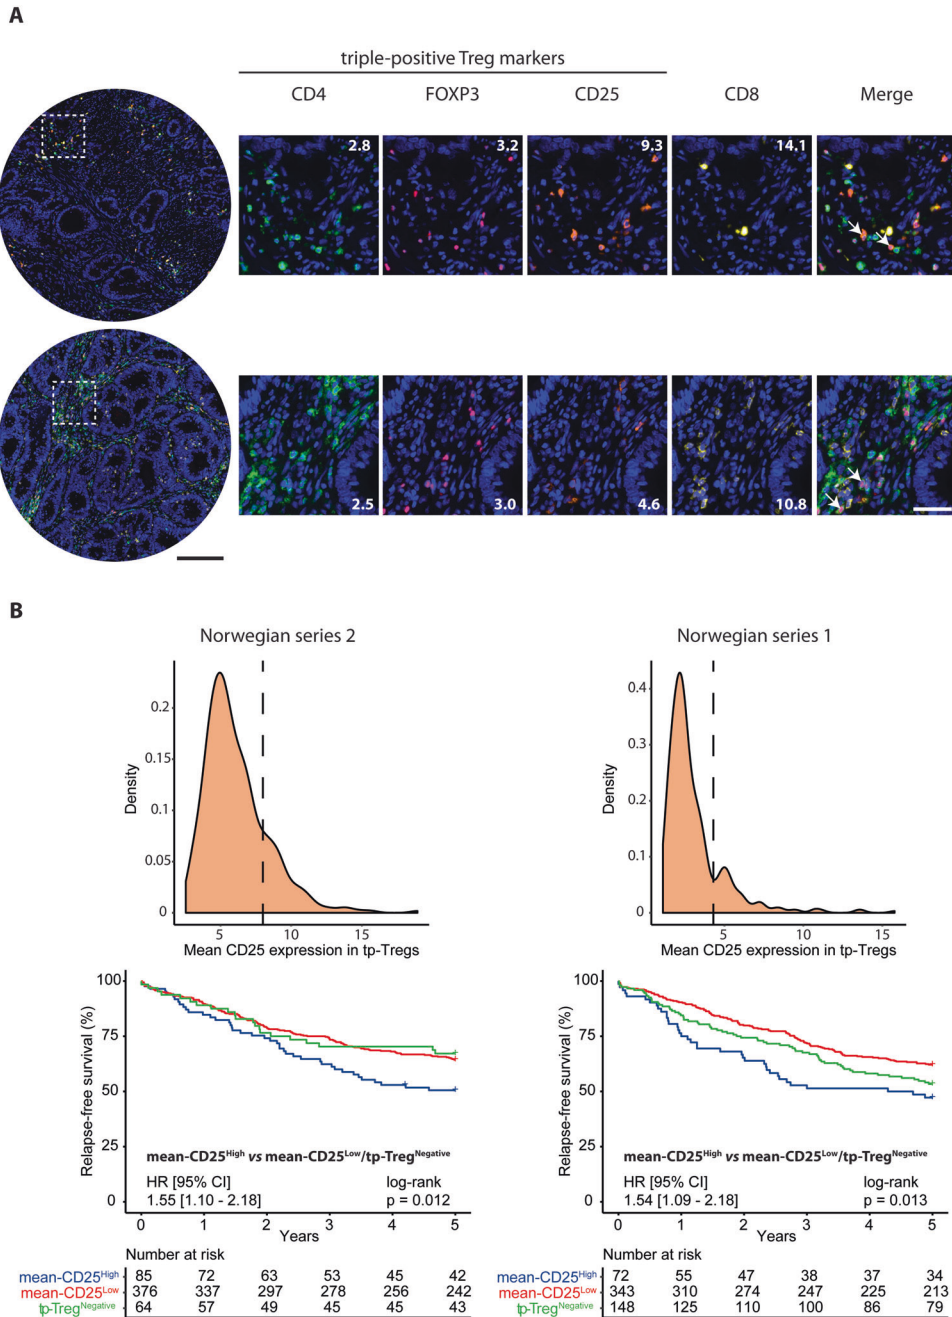 A
triple-positive Treg markers
CD4 FOXP3 CD25 CD8 Merge
2.8 3.2 9.3 14.1
2.5 3.0 4.6 10.8
B
Norwegian series 2
Density
0.2
0.15
0.1
0.05
0
5 10 15
Mean CD25 expression in tp-Tregs
Norwegian series 1
Density
0.4
0.3
0.2
0.1
0
5 10 15
Mean CD25 expression in tp-Tregs
Relapse-free survival (%)
100
75
50
25
0
mean-CD25High vs mean-CD25Low/tp-TregNegative
HR [95% CI] log-rank
1.55 [1.10 - 2.18] p = 0.012
0 1 2 3 4 5
Years
Number at risk
mean-CD25High 85 72 63 53 45 42
mean-CD25Low 376 337 297 278 256 242
tp-TregNegative 64 57 49 45 45 43
Relapse-free survival (%)
100
75
50
25
0
mean-CD25High vs mean-CD25Low/tp-TregNegative
HR [95% CI] log-rank
1.54 [1.09 - 2.18] p = 0.013
0 1 2 3 4 5
Years
Number at risk
mean-CD25High 72 55 47 38 37 34
mean-CD25Low 343 310 274 247 225 213
tp-TregNegative 148 125 110 100 86 79